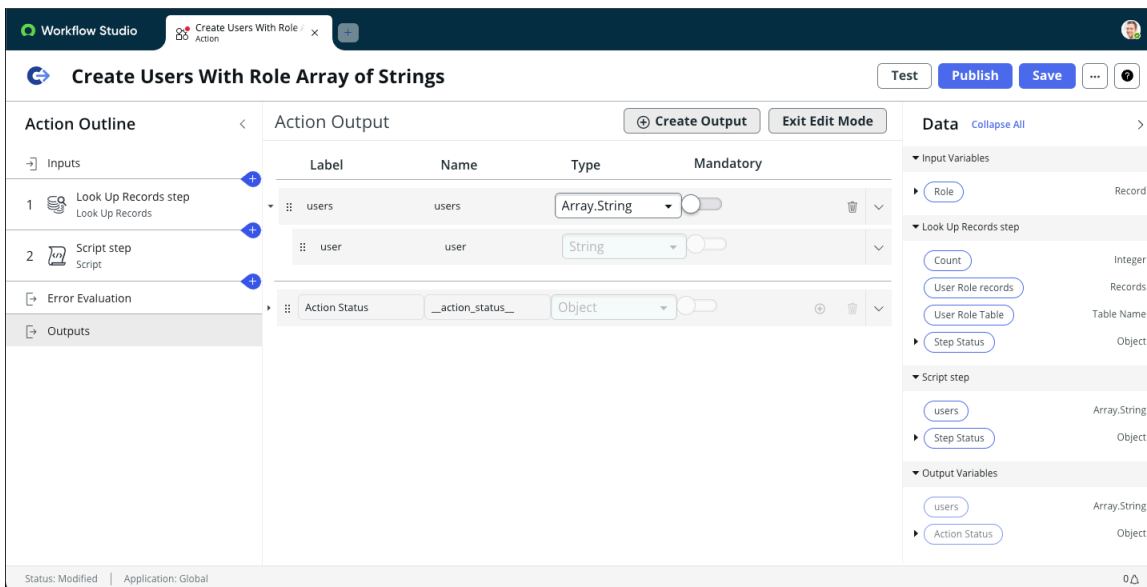 Workflow Studio
Create Users With Role /
Action
Create Users With Role Array of Strings
Test
Publish
Save
Action Outline
Inputs
1
Look Up Records step
Look Up Records
2
Script step
Script
Error Evaluation
Outputs
Action Output
Create Output
Exit Edit Mode
Label Name Type Mandatory
users users Array.String
user user String
Action Status __action_status__ Object
Data Collapse All
Input Variables
Role Record
Look Up Records step
Count Integer
User Role records Records
User Role Table Table Name
Step Status Object
Script step
users Array.String
Step Status Object
Output Variables
users Array.String
Action Status Object
Status: Modified | Application: Global
0